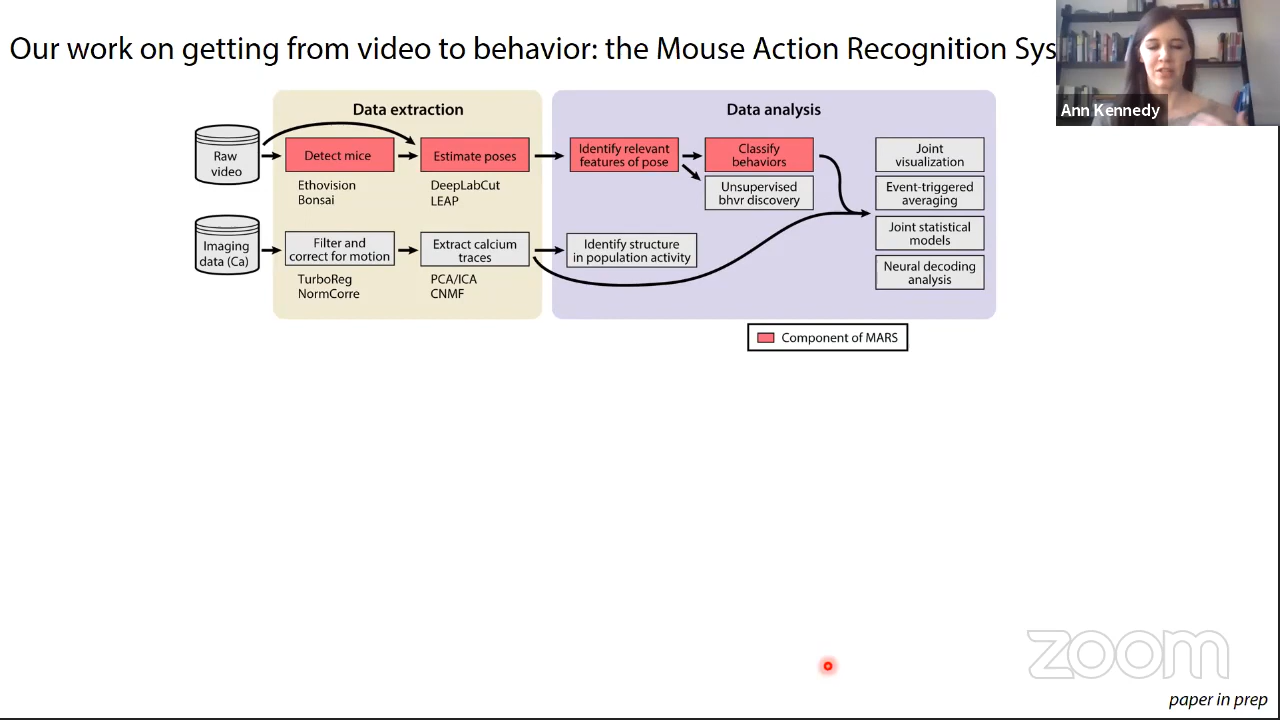 Our work on getting from video to behavior: the Mouse Action Recognition Sys
Ann Kennedy
Data extraction
Data analysis
Raw
video
Detect mice
Estimate poses
Identify relevant
features of pose
Classify
behaviors
Joint
visualization
Ethovision
Bonsai
DeepLabCut
LEAP
Unsupervised
bhvr discovery
Event-triggered
averaging
Imaging
data (Ca)
Filter and
correct for motion
Extract calcium
traces
Identify structure
in population activity
Joint statistical
models
TurboReg
NormCorre
PCA/ICA
CNMF
Neural decoding
analysis
Component of MARS
zoom
paper in prep